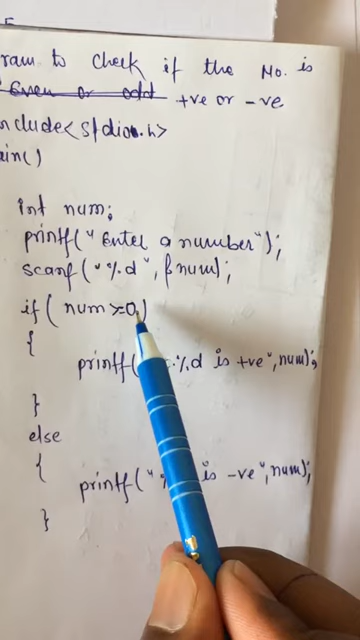 ram to check if the No. is
Even or odd +ve or -ve
nclude<stdio.h>
ain()
int num;
printf("Enter a number");
scanf("%d", &num);
if( num>=0)
{
printf( %d is +ve",num);
}
else
{
printf("% is -ve",num);
}